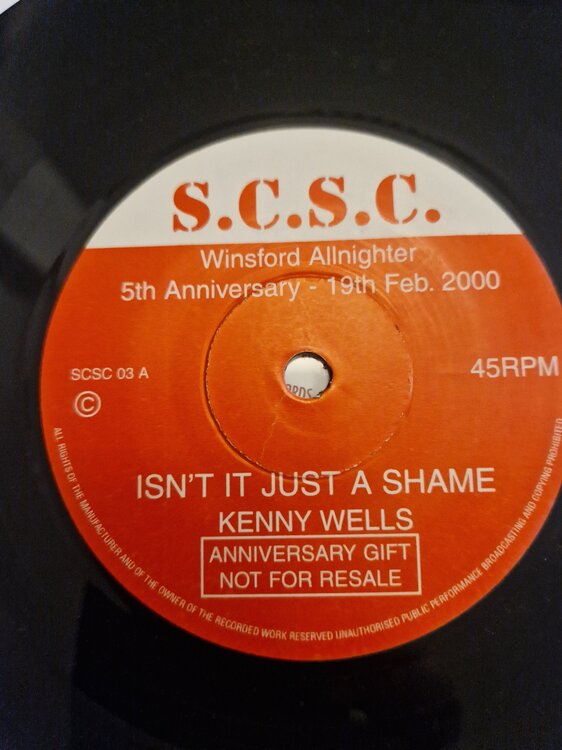 S.C.S.C.
Winsford Allnighter
5th Anniversary - 19th Feb. 2000
SCSC 03 A
45RPM
©
ISN'T IT JUST A SHAME
KENNY WELLS
ANNIVERSARY GIFT
NOT FOR RESALE
ALL RIGHTS OF THE MANUFACTURER AND OF THE OWNER OF THE RECORDED WORK RESERVED UNAUTHORISED PUBLIC PERFORMANCE BROADCASTING AND COPYING PROHIBITED